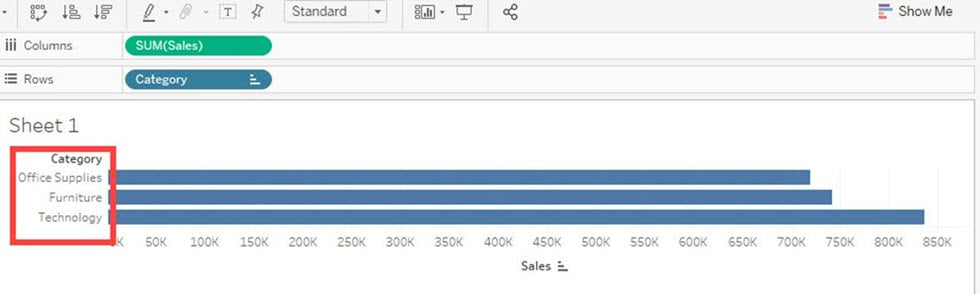 Standard
Show Me
Columns SUM(Sales)
Rows Category
Sheet 1
Category
Office Supplies
Furniture
Technology
K 50K 100K 150K 200K 250K 300K 350K 400K 450K 500K 550K 600K 650K 700K 750K 800K 850K
Sales